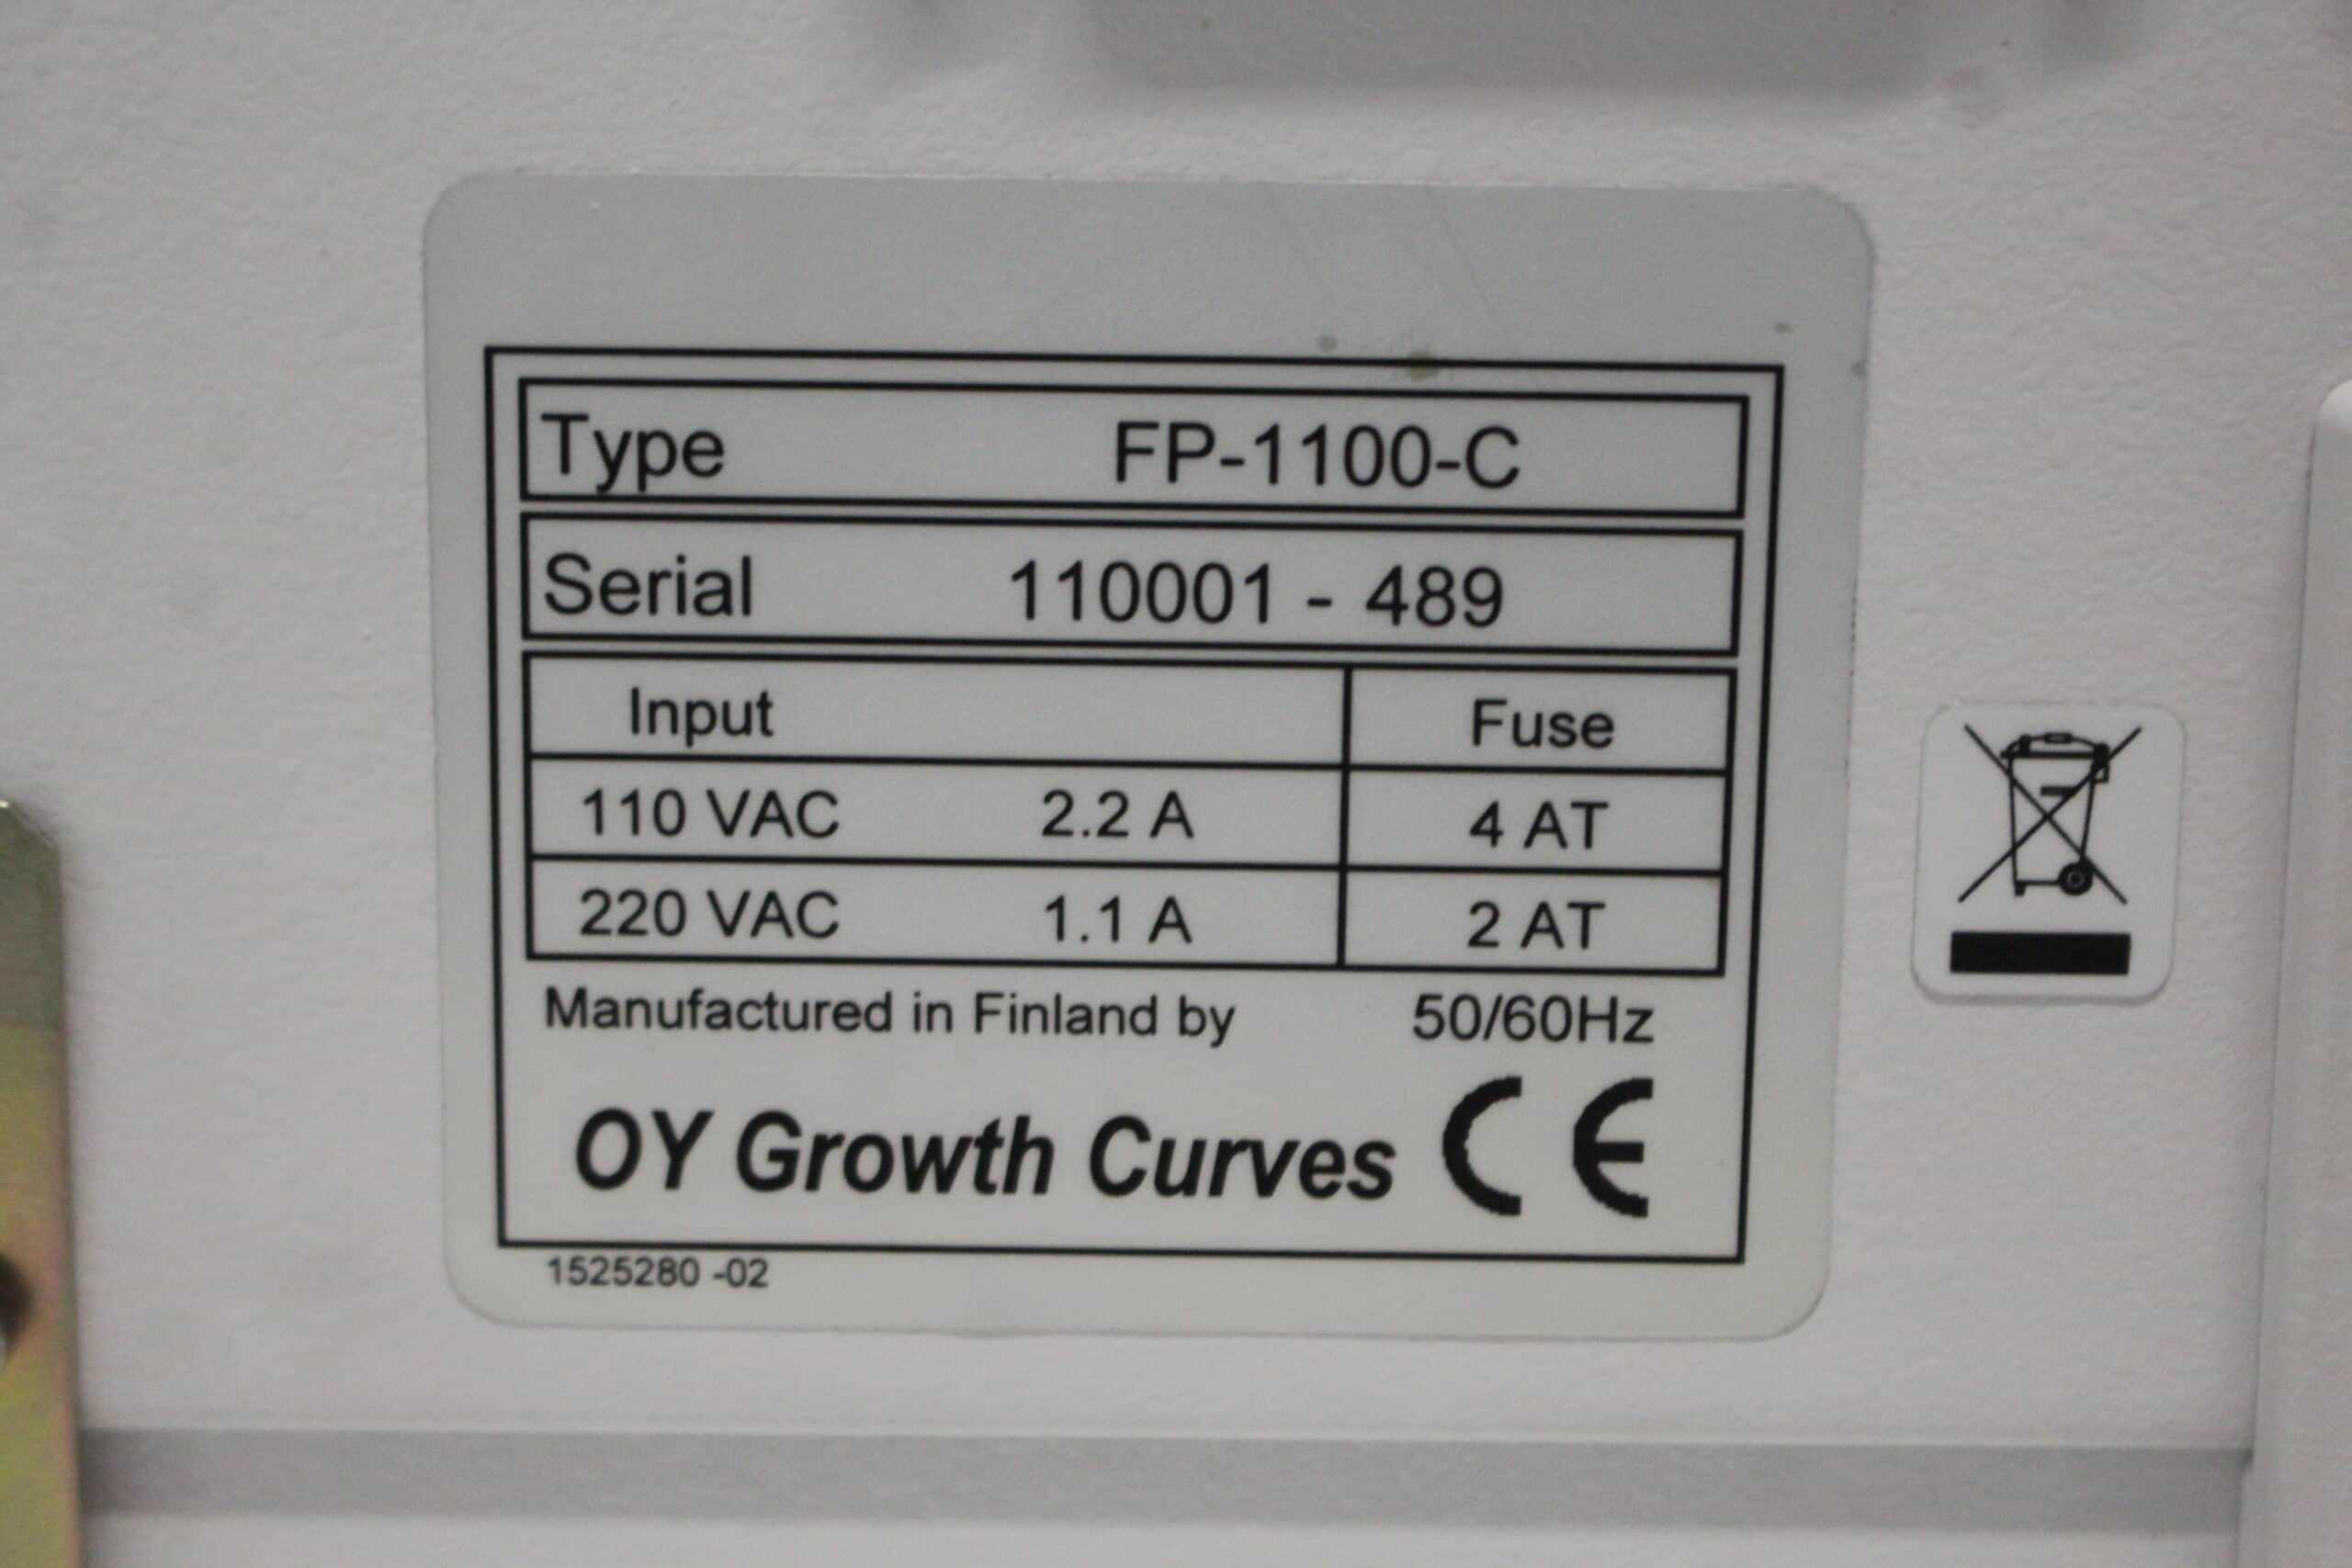 Type FP-1100-C
Serial 110001 - 489
Input Fuse
110 VAC 2.2 A 4 AT
220 VAC 1.1 A 2 AT
Manufactured in Finland by 50/60Hz
OY Growth Curves CE
1525280 -02